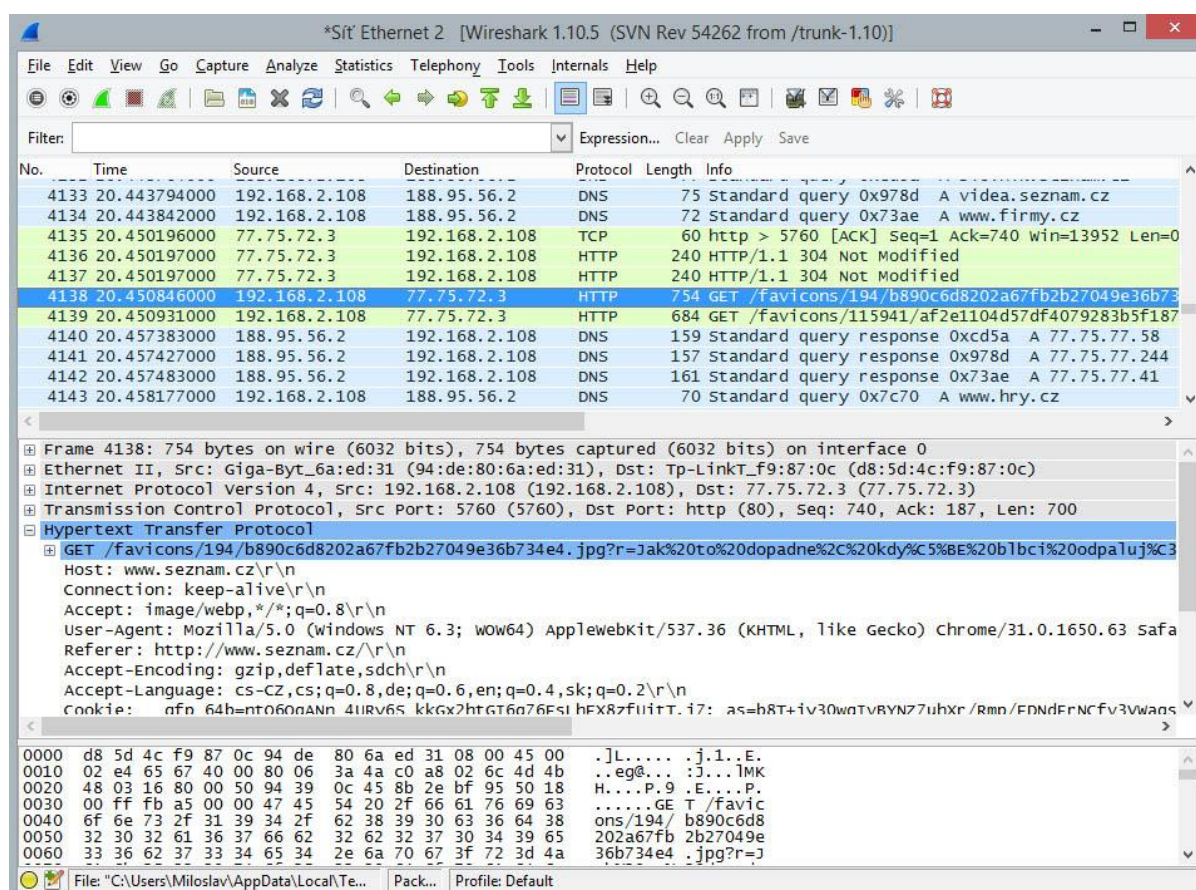 *Síť Ethernet 2 [Wireshark 1.10.5 (SVN Rev 54262 from /trunk-1.10)]
File Edit View Go Capture Analyze Statistics Telephony Tools Internals Help
Filter: Expression... Clear Apply Save
No. Time Source Destination Protocol Length Info
4133 20.443794000 192.168.2.108 188.95.56.2 DNS 75 Standard query 0x978d A videa.seznam.cz
4134 20.443842000 192.168.2.108 188.95.56.2 DNS 72 Standard query 0x73ae A www.firmy.cz
4135 20.450196000 77.75.72.3 192.168.2.108 TCP 60 http > 5760 [ACK] Seq=1 Ack=740 Win=13952 Len=0
4136 20.450197000 77.75.72.3 192.168.2.108 HTTP 240 HTTP/1.1 304 Not Modified
4137 20.450197000 77.75.72.3 192.168.2.108 HTTP 240 HTTP/1.1 304 Not Modified
4138 20.450846000 192.168.2.108 77.75.72.3 HTTP 754 GET /favicons/194/b890c6d8202a67fb2b27049e36b73
4139 20.450931000 192.168.2.108 77.75.72.3 HTTP 684 GET /favicons/115941/af2e1104d57df4079283b5f187
4140 20.457383000 188.95.56.2 192.168.2.108 DNS 159 Standard query response 0xcd5a A 77.75.77.58
4141 20.457427000 188.95.56.2 192.168.2.108 DNS 157 Standard query response 0x978d A 77.75.77.244
4142 20.457483000 188.95.56.2 192.168.2.108 DNS 161 Standard query response 0x73ae A 77.75.77.41
4143 20.458177000 192.168.2.108 188.95.56.2 DNS 70 Standard query 0x7c70 A www.hry.cz
Frame 4138: 754 bytes on wire (6032 bits), 754 bytes captured (6032 bits) on interface 0
Ethernet II, Src: Giga-Byt_6a:ed:31 (94:de:80:6a:ed:31), Dst: Tp-LinkT_f9:87:0c (d8:5d:4c:f9:87:0c)
Internet Protocol Version 4, Src: 192.168.2.108 (192.168.2.108), Dst: 77.75.72.3 (77.75.72.3)
Transmission Control Protocol, Src Port: 5760 (5760), Dst Port: http (80), Seq: 740, Ack: 187, Len: 700
Hypertext Transfer Protocol
GET /favicons/194/b890c6d8202a67fb2b27049e36b734e4.jpg?r=Jak%20to%20dopadne%2C%20kdy%C5%BE%20blbci%20odpaluj%C3
Host: www.seznam.cz\r\n
Connection: keep-alive\r\n
Accept: image/webp,*/*;q=0.8\r\n
User-Agent: Mozilla/5.0 (Windows NT 6.3; WOW64) AppleWebKit/537.36 (KHTML, like Gecko) Chrome/31.0.1650.63 Safa
Referer: http://www.seznam.cz/\r\n
Accept-Encoding: gzip,deflate,sdch\r\n
Accept-Language: cs-CZ,cs;q=0.8,de;q=0.6,en;q=0.4,sk;q=0.2\r\n
Cookie:
0000 d8 5d 4c f9 87 0c 94 de 80 6a ed 31 08 00 45 00 .]L..... .j.1..E.
0010 02 e4 65 67 40 00 80 06 3a 4a c0 a8 02 6c 4d 4b ..eg@... :J...lMK
0020 48 03 16 80 00 50 94 39 0c 45 8b 2e bf 95 50 18 H....P.9 .E....P.
0030 00 ff fb a5 00 00 47 45 54 20 2f 66 61 76 69 63 ......GE T /favic
0040 6f 6e 73 2f 31 39 34 2f 62 38 39 30 63 36 64 38 ons/194/ b890c6d8
0050 32 30 32 61 36 37 66 62 32 62 32 37 30 34 39 65 202a67fb 2b27049e
0060 33 36 62 37 33 34 65 34 2e 6a 70 67 3f 72 3d 4a 36b734e4 .jpg?r=J
File: "C:\Users\Miloslav\AppData\Local\Te... Pack... Profile: Default